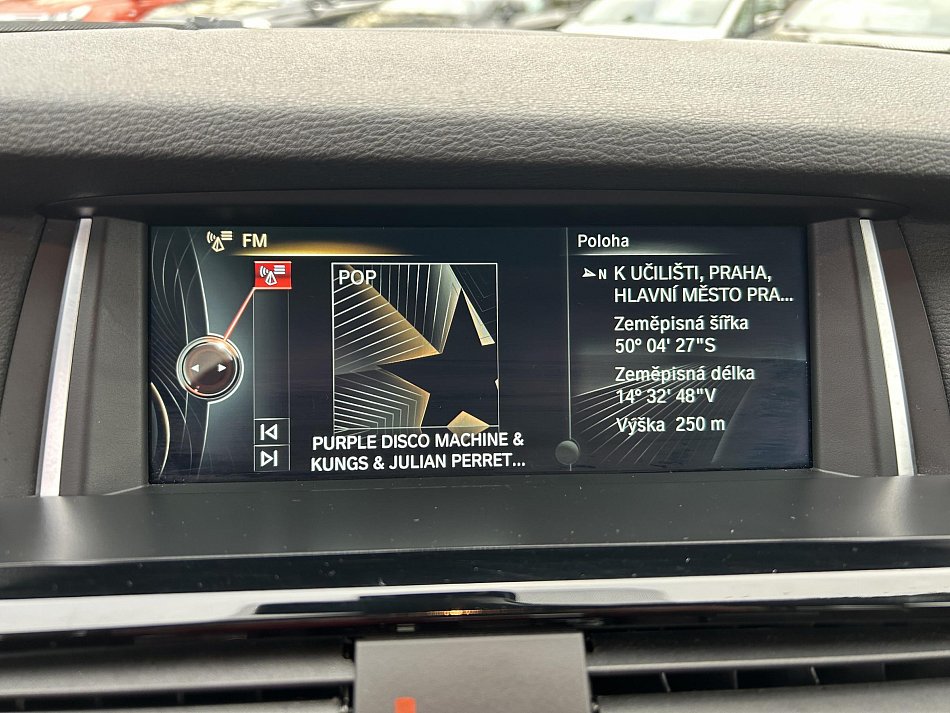 FM
POP
PURPLE DISCO MACHINE &
KUNGS & JULIAN PERRET...
Poloha
N K UČILIŠTI, PRAHA,
HLAVNÍ MĚSTO PRA...
Zeměpisná šířka
50° 04' 27"S
Zeměpisná délka
14° 32' 48"V
Výška 250 m